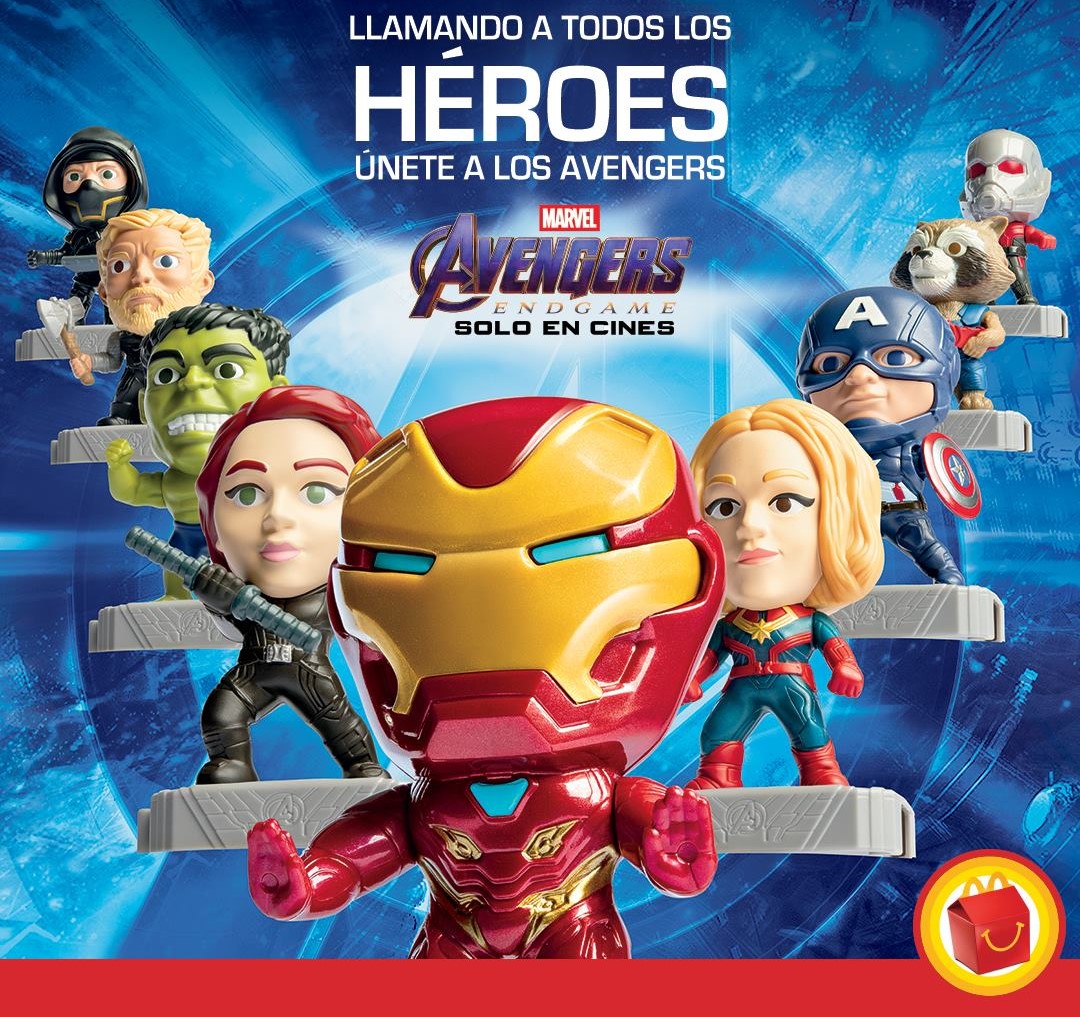 LLAMANDO A TODOS LOS
HÉROES
ÚNETE A LOS AVENGERS
MARVEL
AVENGERS
ENDGAME
SOLO EN CINES
A